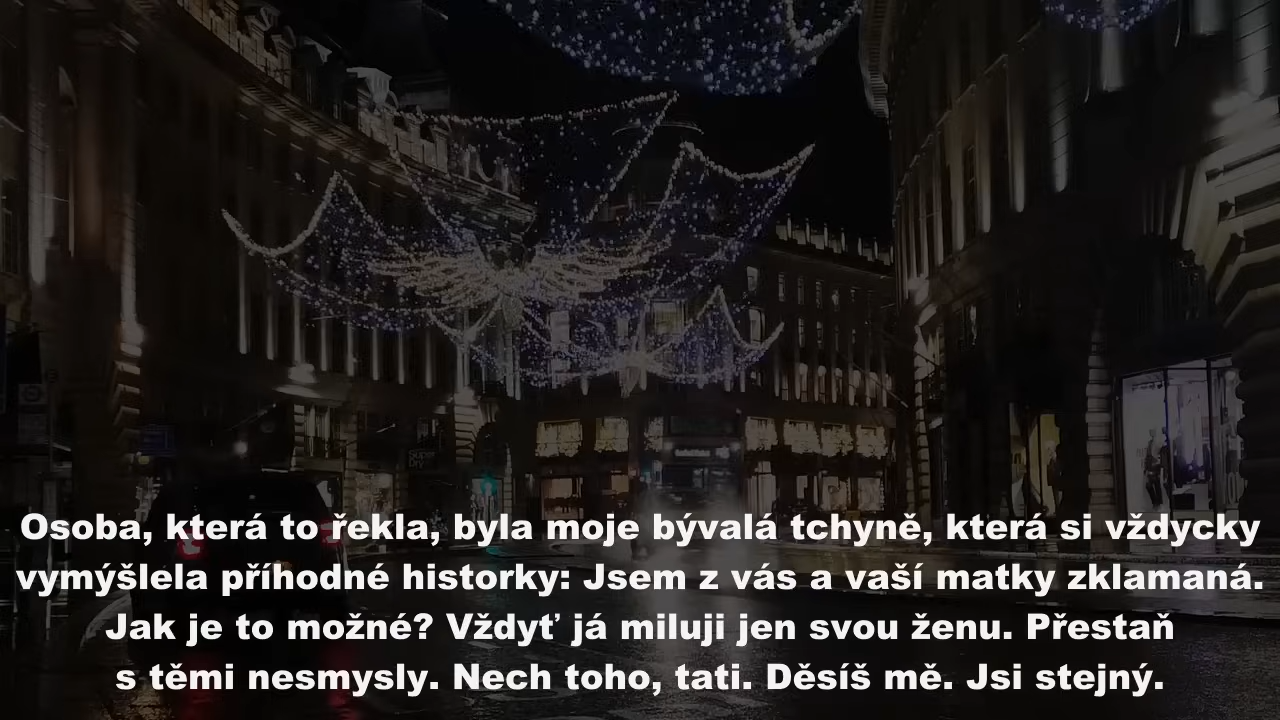 Super
Dry
Osoba, která to řekla, byla moje bývalá tchyně, která si vždycky
vymýšlela příhodné historky: Jsem z vás a vaší matky zklamaná.
Jak je to možné? Vždyť já miluji jen svou ženu. Přestaň
s těmi nesmysly. Nech toho, tati. Děsíš mě. Jsi stejný.